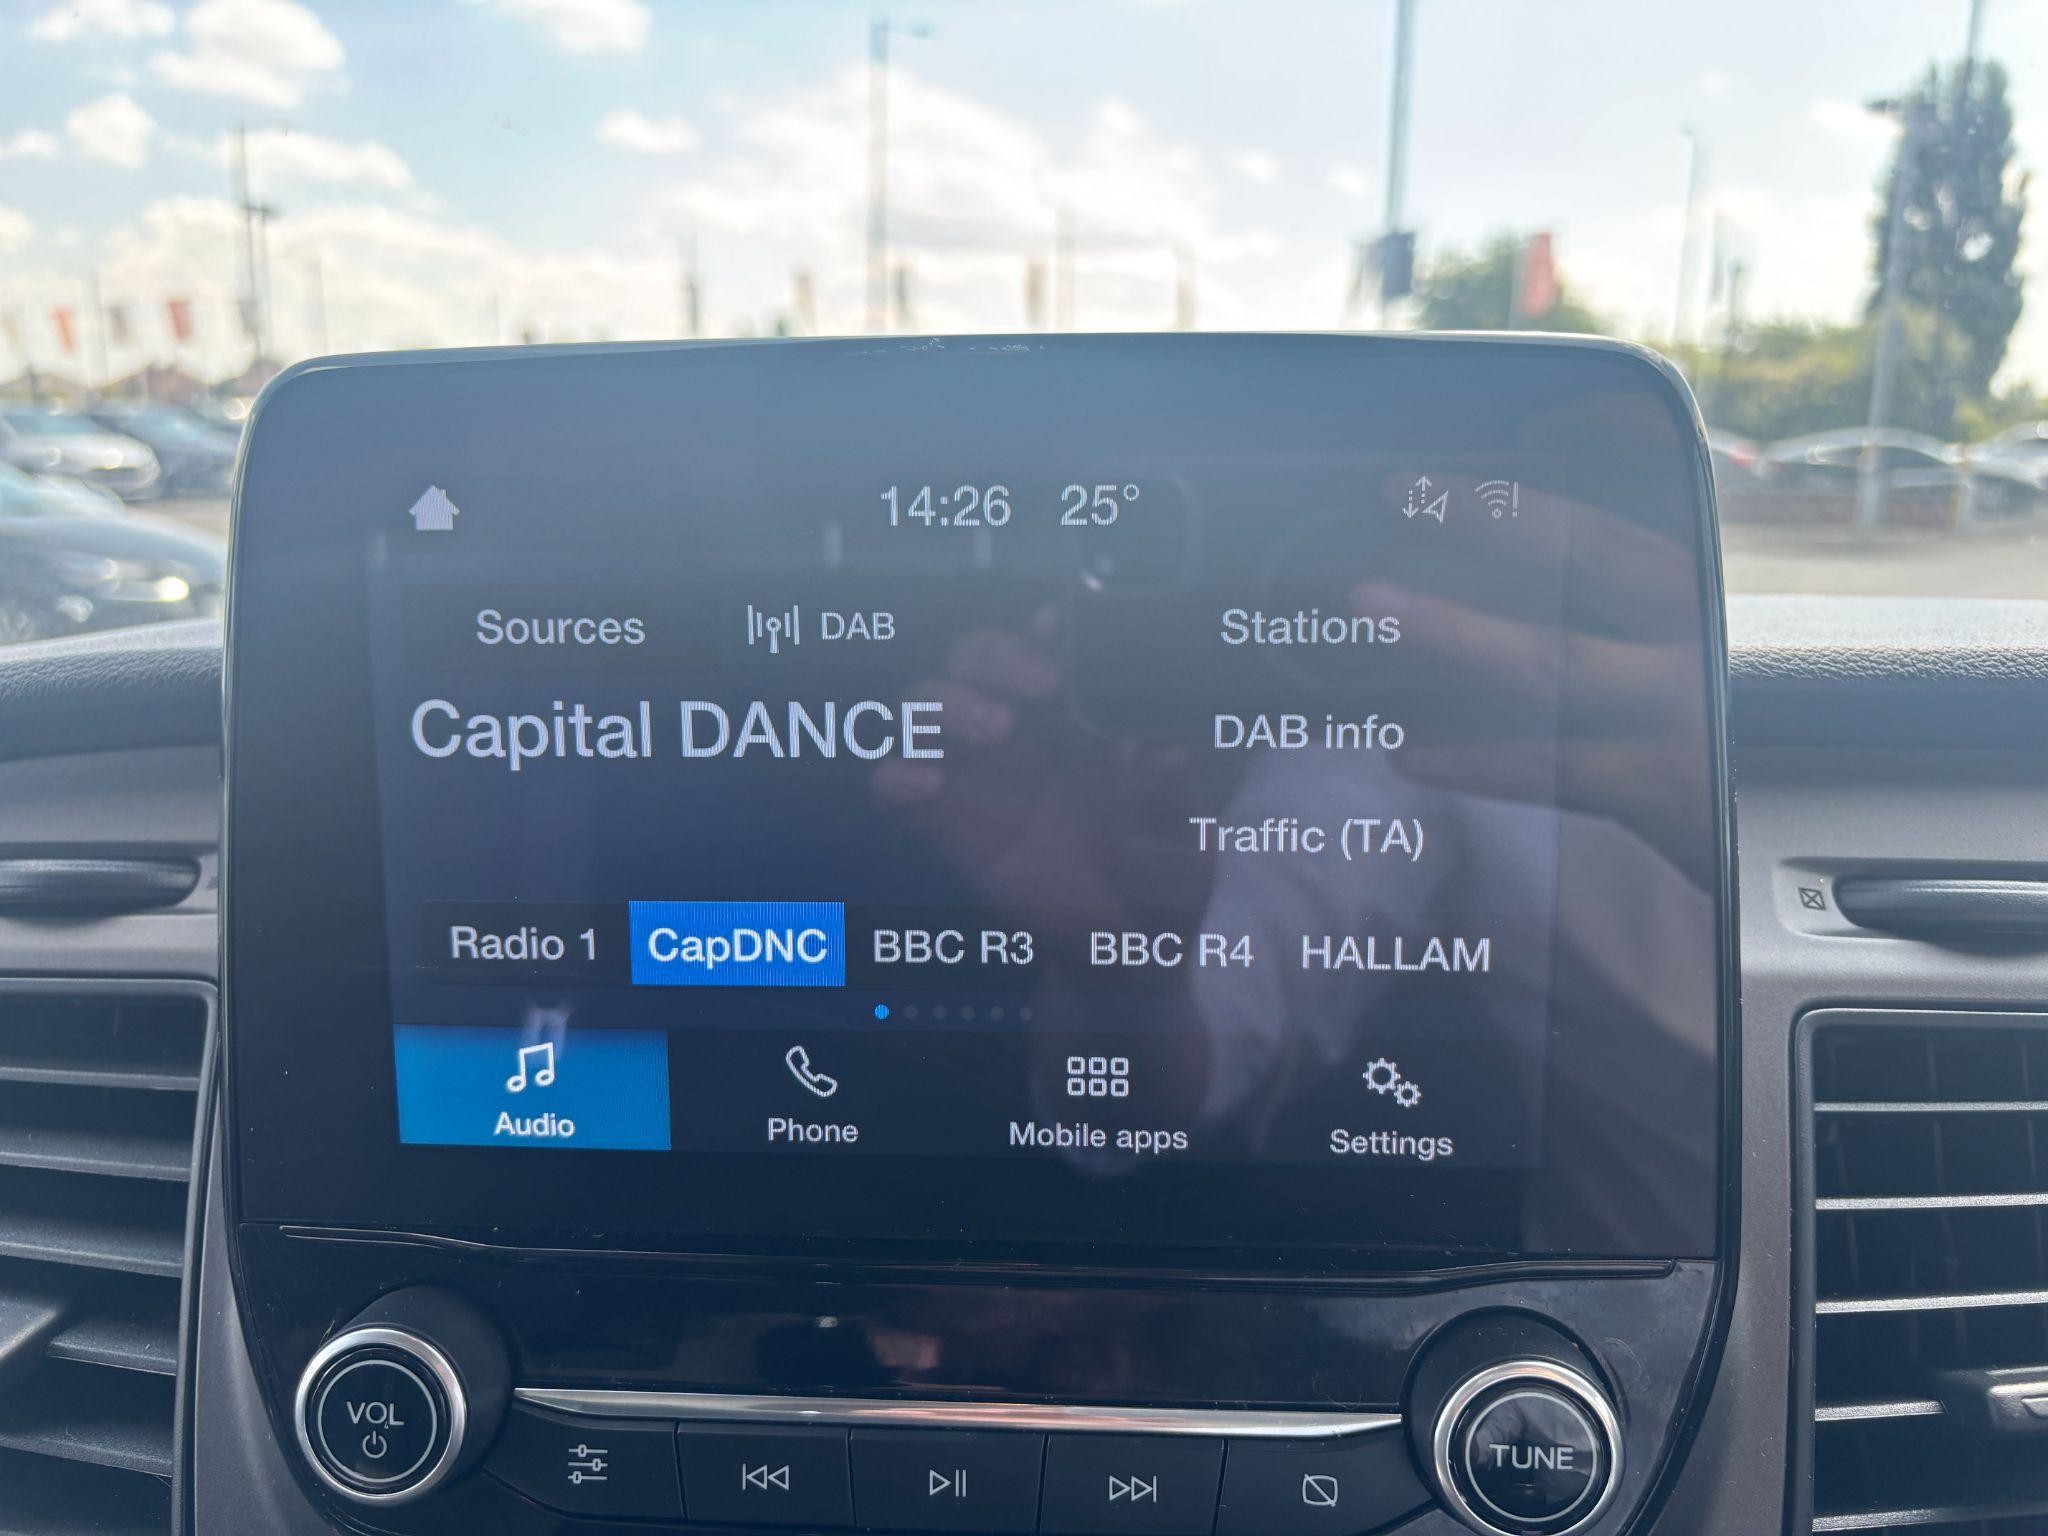 14:26 25°
Sources DAB Stations
Capital DANCE
DAB info
Traffic (TA)
Radio 1 CapDNC BBC R3 BBC R4 HALLAM
Audio Phone Mobile apps Settings
VOL
TUNE